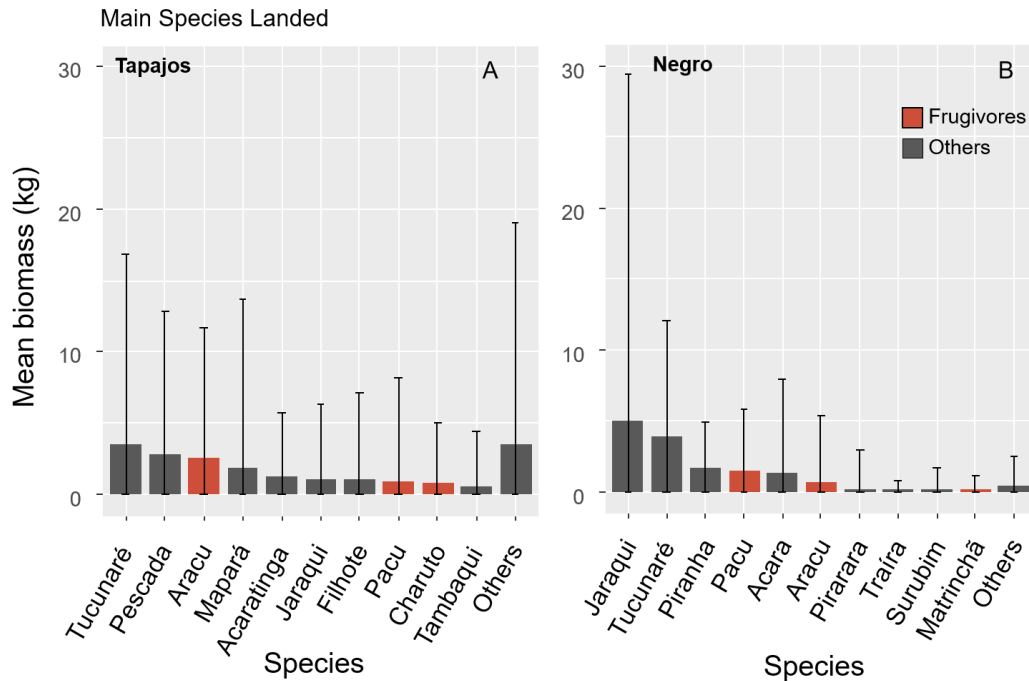 Main Species Landed
Tapajos
A
30
20
10
0
Mean biomass (kg)
Tucunaré
Pescada
Aracu
Mapará
Acaratinga
Jaraqui
Filhote
Pacu
Charuto
Tambaqui
Others
Species
Negro
B
Frugivores
Others
30
20
10
0
Jaraqui
Tucunaré
Piranha
Pacu
Acara
Aracu
Pirarara
Traíra
Surubim
Matrinchã
Others
Species